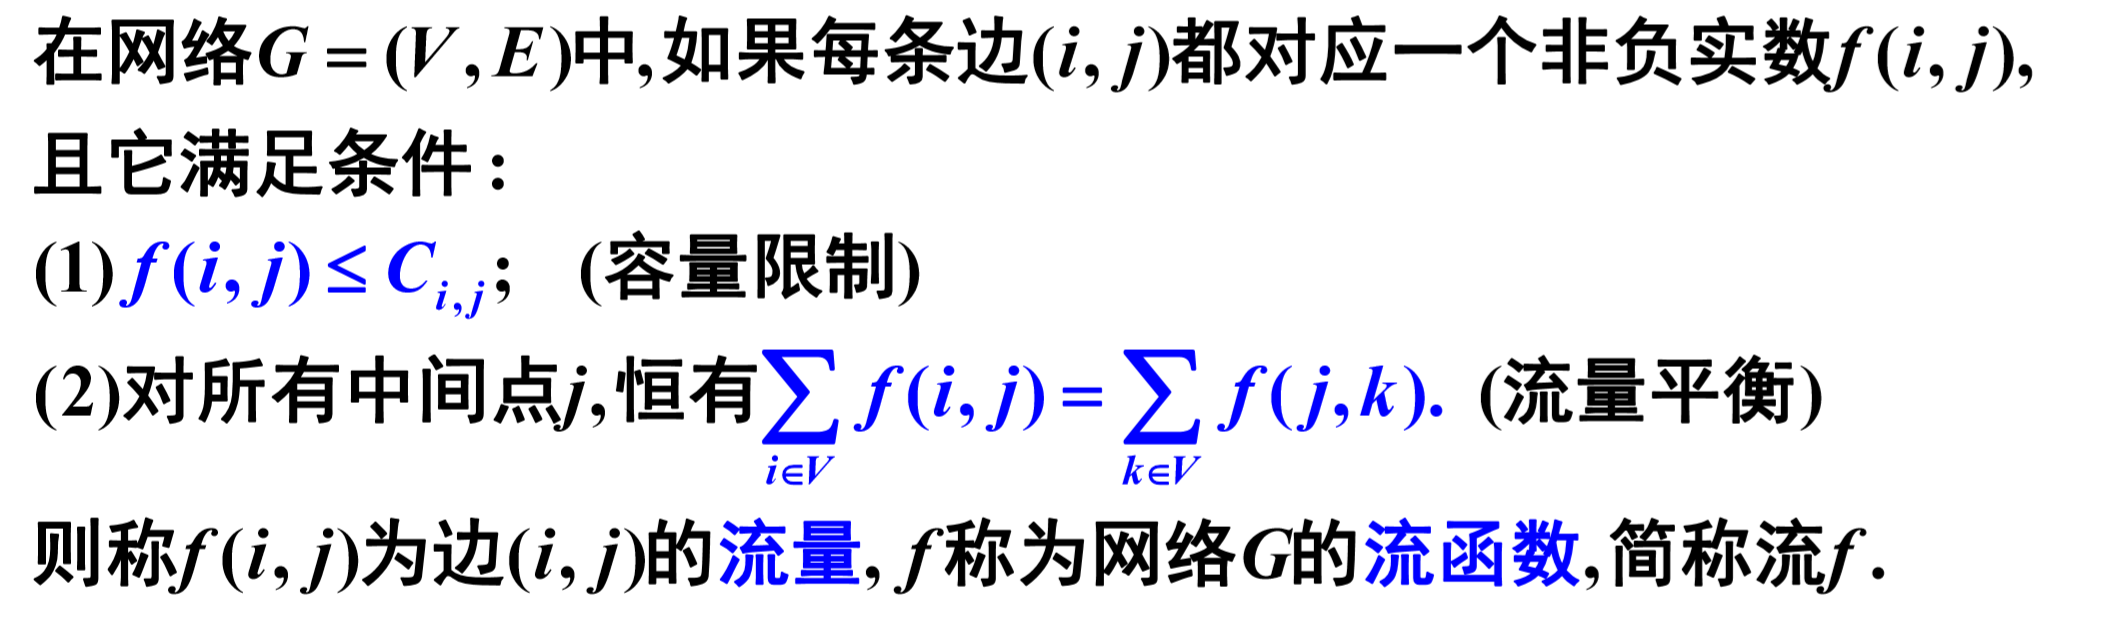 在网络G = (V , E)中,如果每条边(i, j)都对应一个非负实数f (i, j),
且它满足条件：
(1) f (i, j) ≤ C_{i,j}； (容量限制)
(2)对所有中间点j,恒有∑_{i∈V} f (i, j) = ∑_{k∈V} f ( j,k ). (流量平衡)
则称f (i, j)为边(i, j)的流量, f 称为网络G的流函数,简称流f .